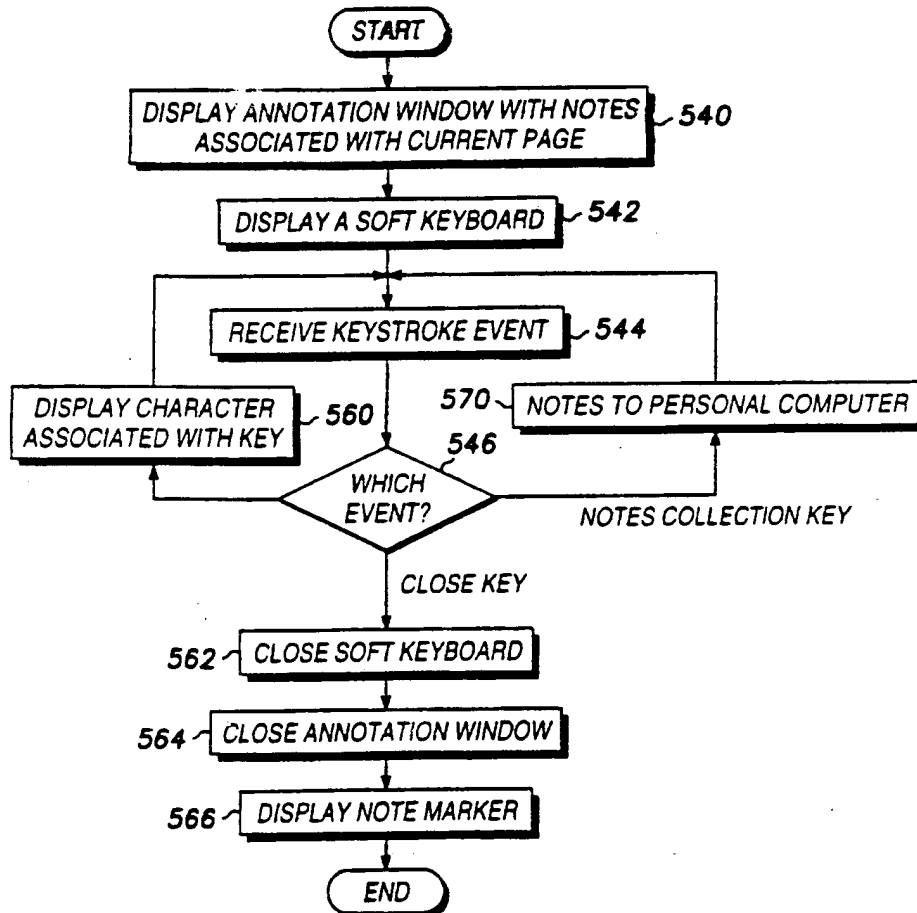 START
DISPLAY ANNOTATION WINDOW WITH NOTES
ASSOCIATED WITH CURRENT PAGE
540
DISPLAY A SOFT KEYBOARD
542
RECEIVE KEYSTROKE EVENT
544
DISPLAY CHARACTER
ASSOCIATED WITH KEY
560
570
NOTES TO PERSONAL COMPUTER
546
WHICH
EVENT?
NOTES COLLECTION KEY
CLOSE KEY
562
CLOSE SOFT KEYBOARD
564
CLOSE ANNOTATION WINDOW
566
DISPLAY NOTE MARKER
END